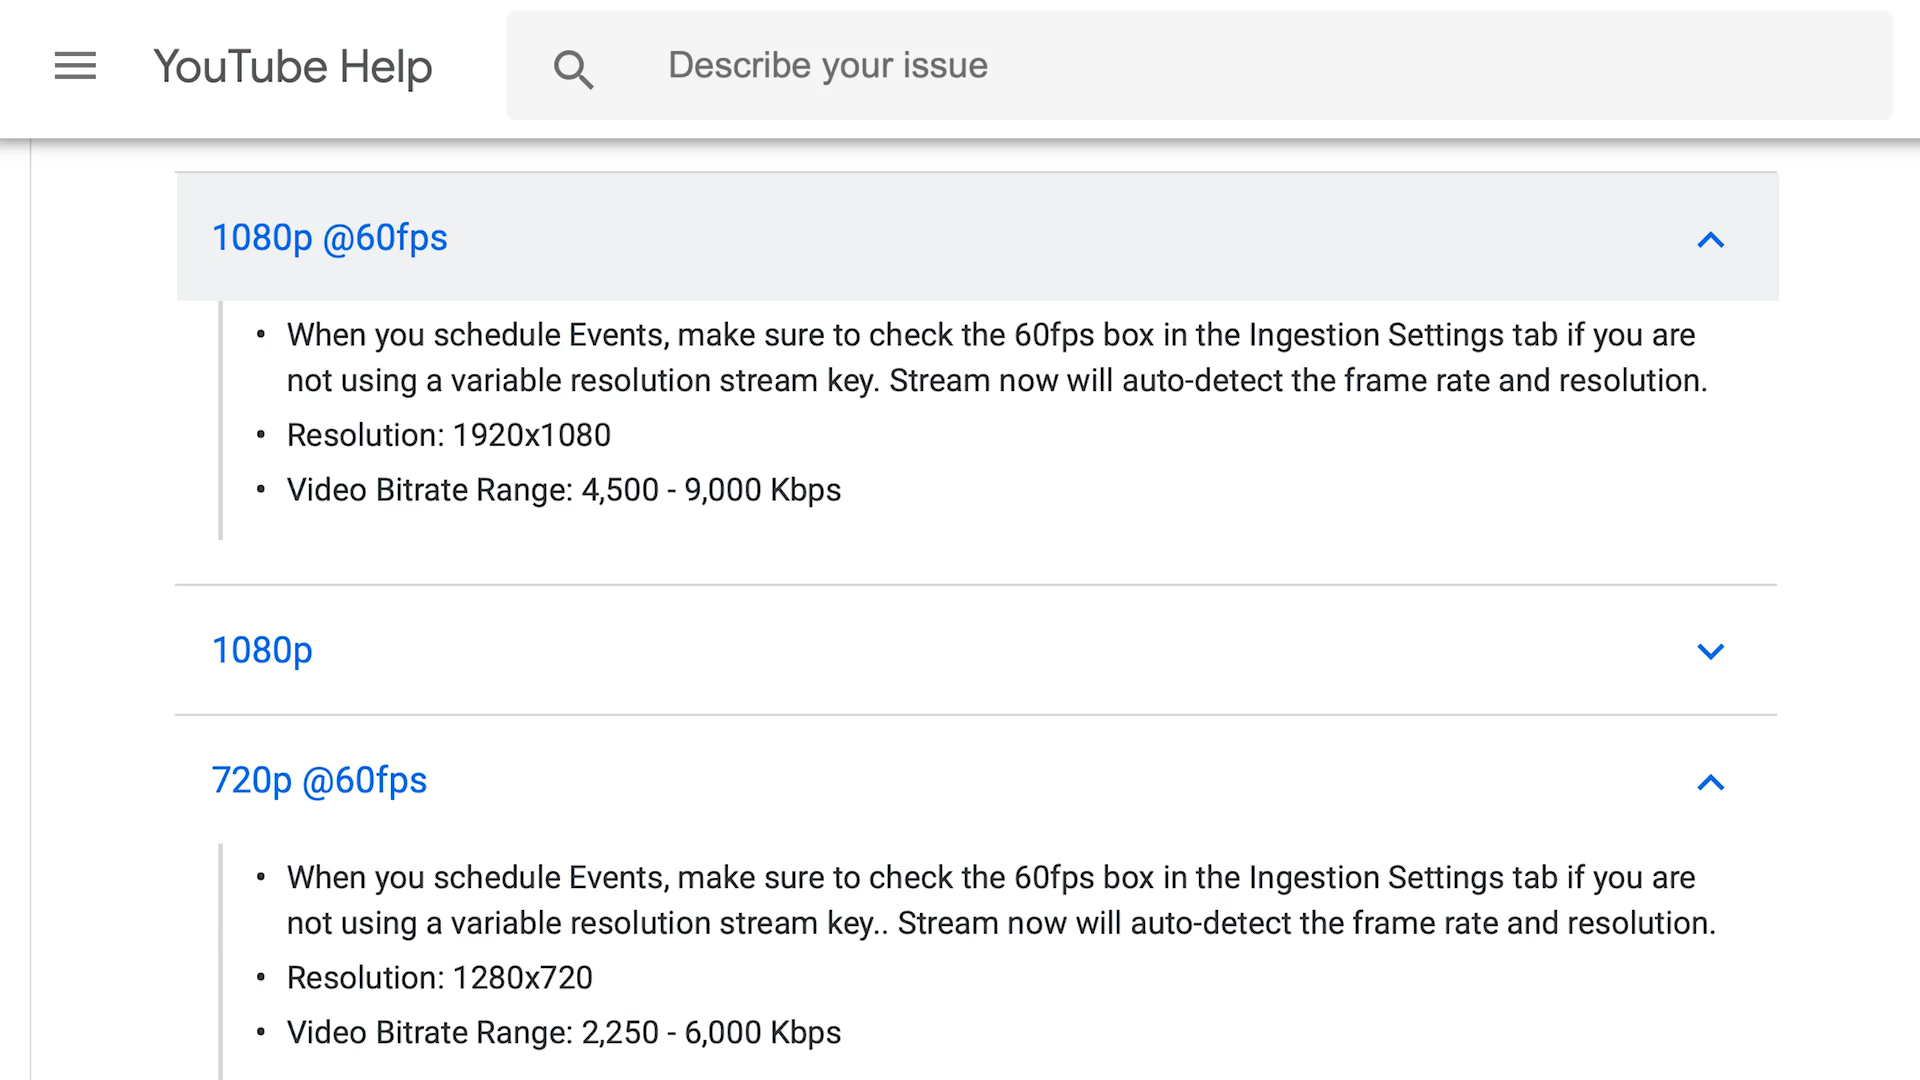 YouTube Help
Describe your issue
1080p @60fps
• When you schedule Events, make sure to check the 60fps box in the Ingestion Settings tab if you are
not using a variable resolution stream key. Stream now will auto-detect the frame rate and resolution.
• Resolution: 1920x1080
• Video Bitrate Range: 4,500 - 9,000 Kbps
1080p
720p @60fps
• When you schedule Events, make sure to check the 60fps box in the Ingestion Settings tab if you are
not using a variable resolution stream key.. Stream now will auto-detect the frame rate and resolution.
• Resolution: 1280x720
• Video Bitrate Range: 2,250 - 6,000 Kbps